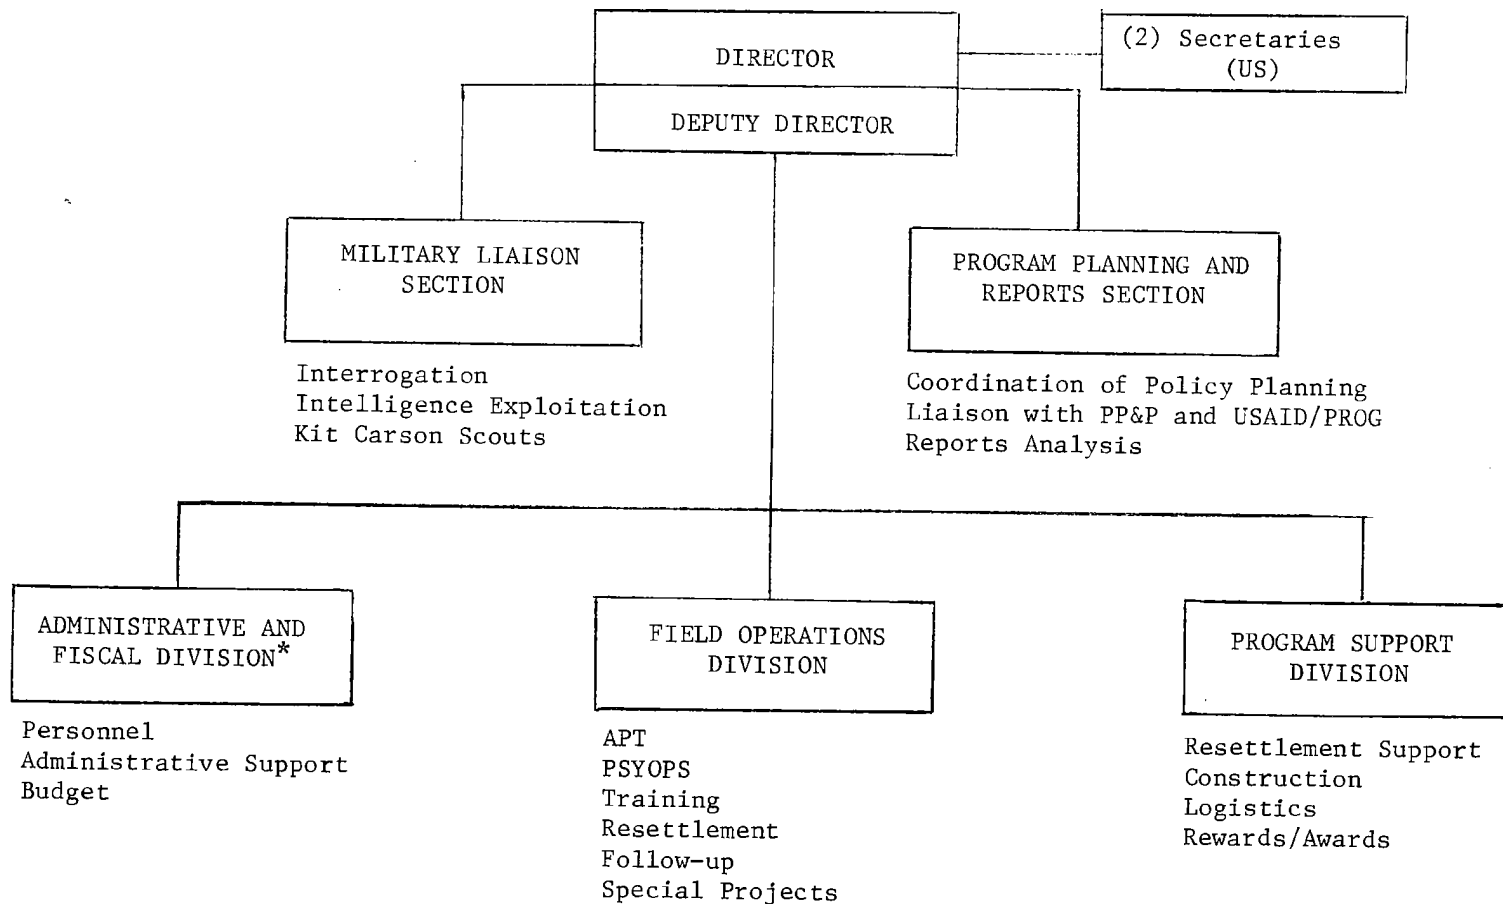 DIRECTOR
(2) Secretaries
(US)
DEPUTY DIRECTOR
MILITARY LIAISON
SECTION
Interrogation
Intelligence Exploitation
Kit Carson Scouts
PROGRAM PLANNING AND
REPORTS SECTION
Coordination of Policy Planning
Liaison with PP&P and USAID/PROG
Reports Analysis
ADMINISTRATIVE AND
FISCAL DIVISION*
Personnel
Administrative Support
Budget
FIELD OPERATIONS
DIVISION
APT
PSYOPS
Training
Resettlement
Follow-up
Special Projects
PROGRAM SUPPORT
DIVISION
Resettlement Support
Construction
Logistics
Rewards/Awards